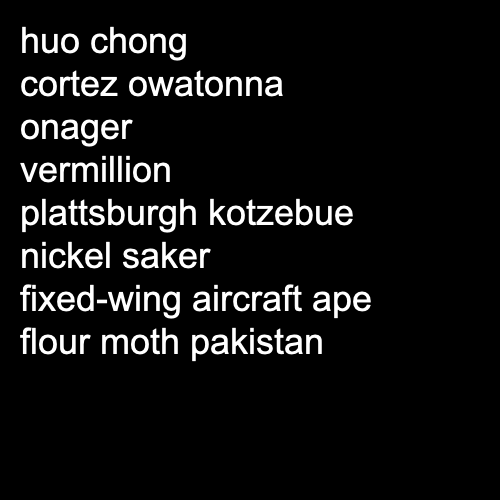 huo chong
cortez owatonna
onager
vermillion
plattsburgh kotzebue
nickel saker
fixed-wing aircraft ape
flour moth pakistan